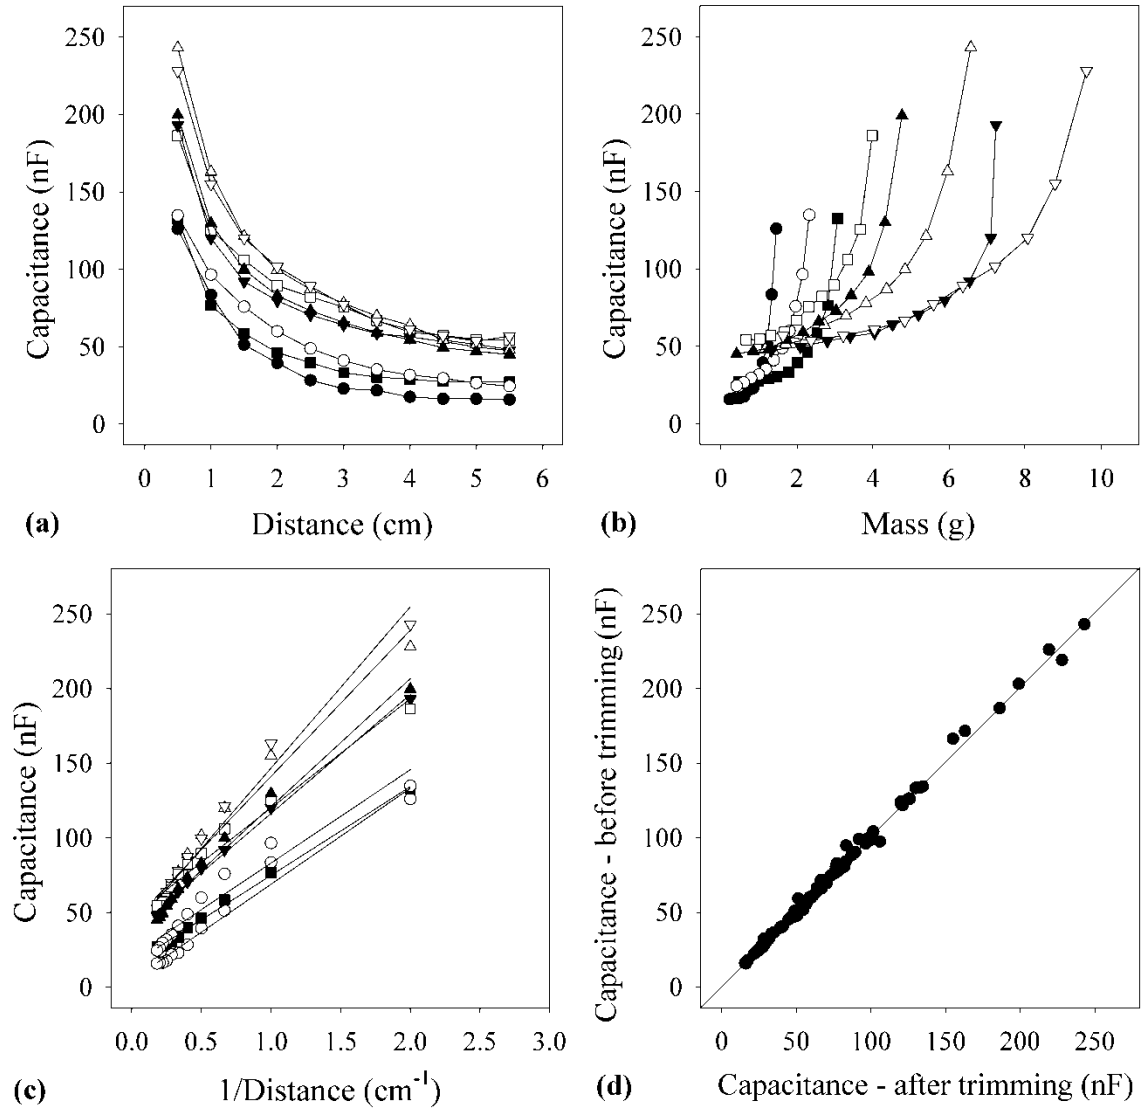 250
200
150
100
50
0
Capacitance (nF)
0 1 2 3 4 5 6
(a) Distance (cm)
250
200
150
100
50
0
Capacitance (nF)
0 2 4 6 8 10
(b) Mass (g)
250
200
150
100
50
0
Capacitance (nF)
0.0 0.5 1.0 1.5 2.0 2.5 3.0
(c) 1/Distance (cm-1)
250
200
150
100
50
0
Capacitance - before trimming (nF)
0 50 100 150 200 250
(d) Capacitance - after trimming (nF)